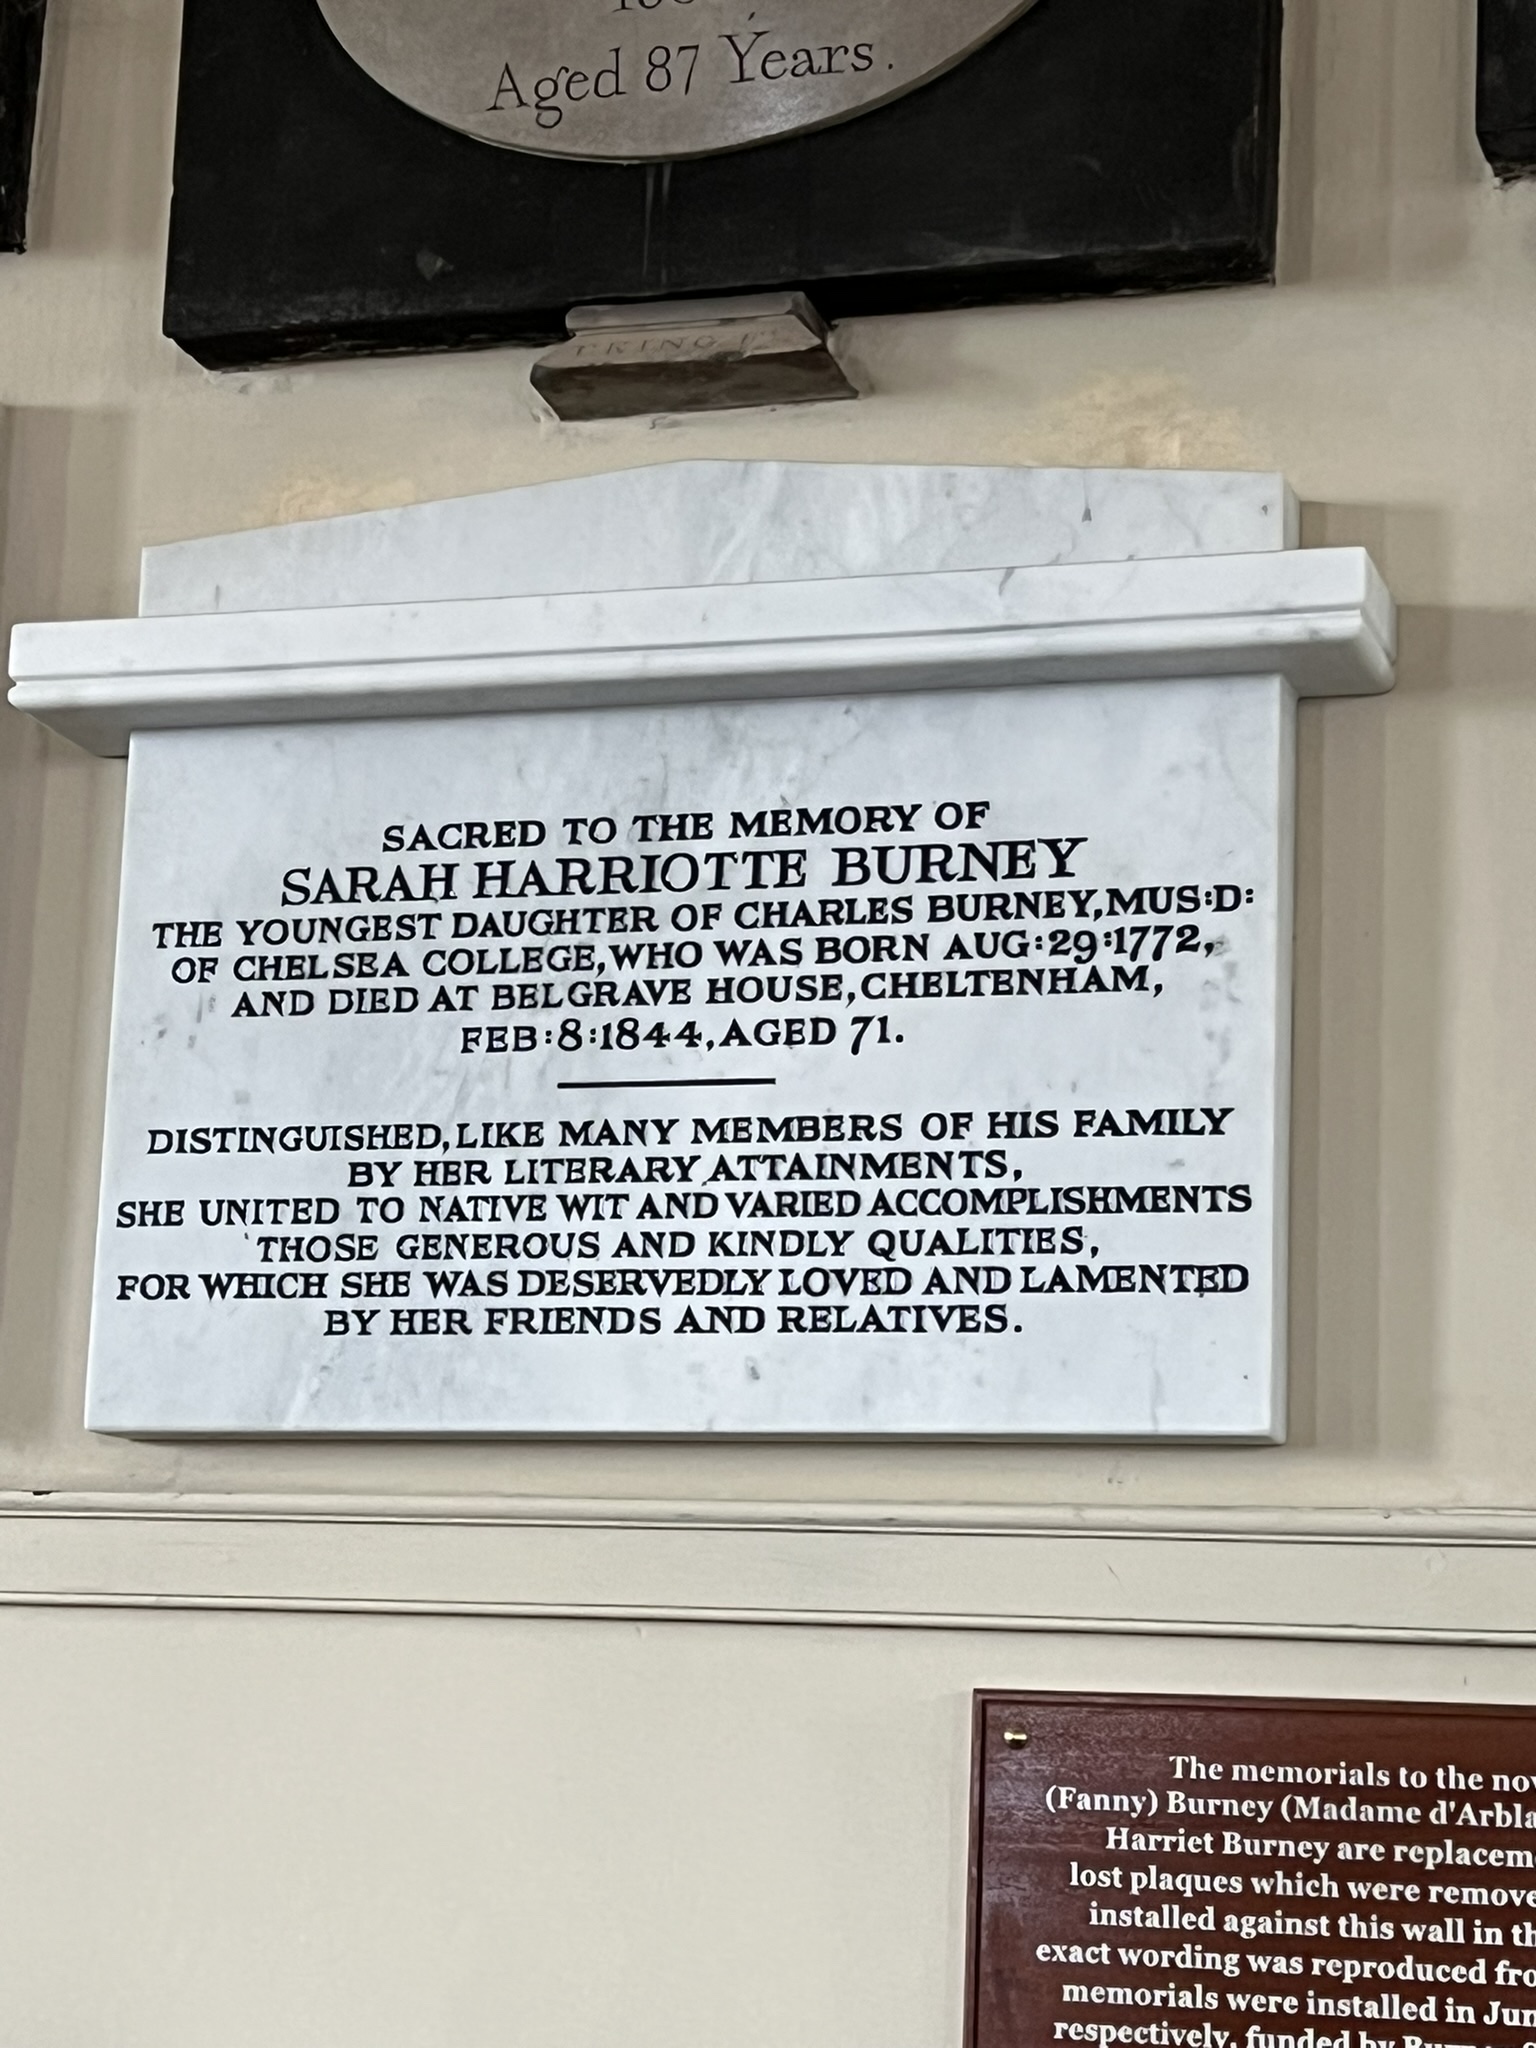 Aged 87 Years.
SACRED TO THE MEMORY OF
SARAH HARRIOTTE BURNEY
THE YOUNGEST DAUGHTER OF CHARLES BURNEY, MUS:D:
OF CHELSEA COLLEGE, WHO WAS BORN AUG:29:1772,
AND DIED AT BELGRAVE HOUSE, CHELTENHAM,
FEB:8:1844, AGED 71.
DISTINGUISHED, LIKE MANY MEMBERS OF HIS FAMILY
BY HER LITERARY ATTAINMENTS,
SHE UNITED TO NATIVE WIT AND VARIED ACCOMPLISHMENTS
THOSE GENEROUS AND KINDLY QUALITIES,
FOR WHICH SHE WAS DESERVEDLY LOVED AND LAMENTED
BY HER FRIENDS AND RELATIVES.
The memorials to the
(Fanny) Burney (Madame
Harriet Burney are
lost plaques which were
installed against this wall in
exact wording was reproduced
memorials were installed in
respectively, funded by